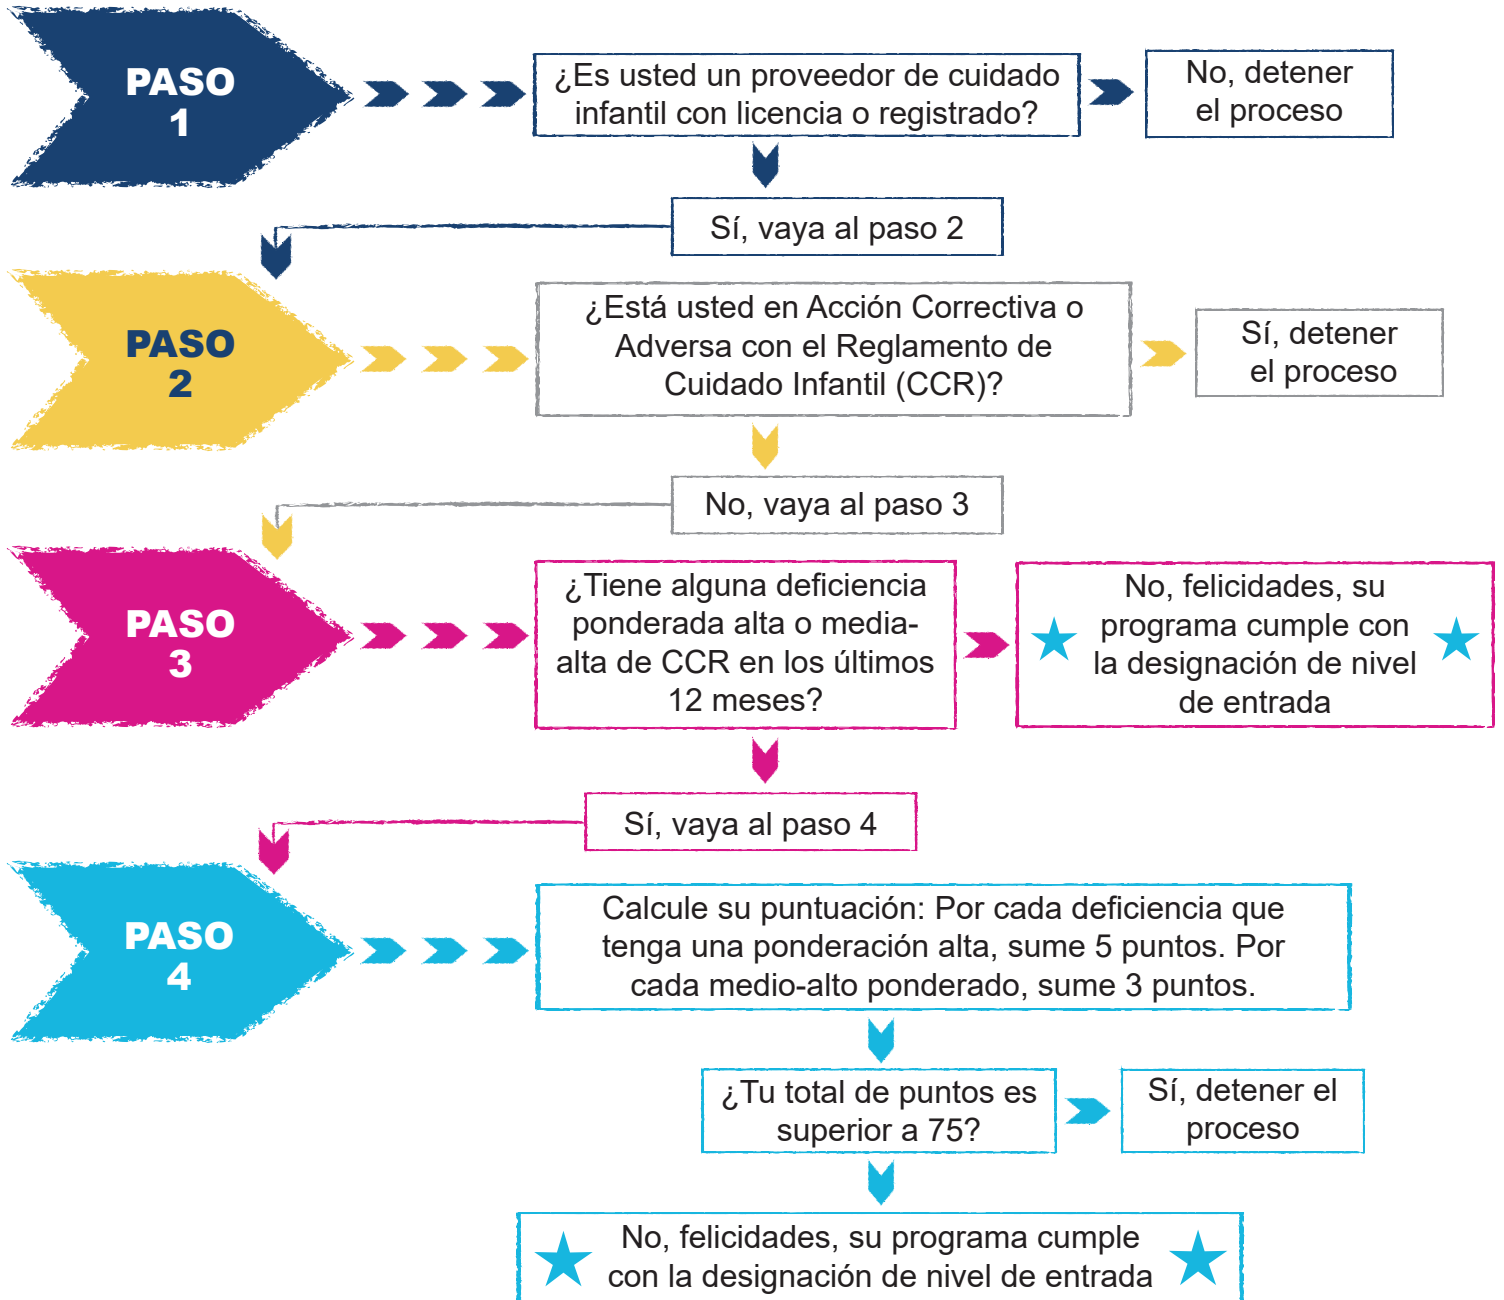 PASO
1
¿Es usted un proveedor de cuidado
infantil con licencia o registrado?
No, detener
el proceso
Sí, vaya al paso 2
PASO
2
¿Está usted en Acción Correctiva o
Adversa con el Reglamento de
Cuidado Infantil (CCR)?
Sí, detener
el proceso
No, vaya al paso 3
PASO
3
¿Tiene alguna deficiencia
ponderada alta o media-
alta de CCR en los últimos
12 meses?
No, felicidades, su
programa cumple con
la designación de nivel
de entrada
Sí, vaya al paso 4
PASO
4
Calcule su puntuación: Por cada deficiencia que
tenga una ponderación alta, sume 5 puntos. Por
cada medio-alto ponderado, sume 3 puntos.
¿Tu total de puntos es
superior a 75?
Sí, detener el
proceso
No, felicidades, su programa cumple
con la designación de nivel de entrada